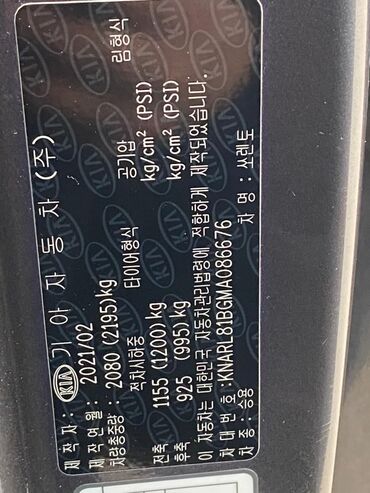 제 작 자 : KIA 기 아 자 동 차 (주)
제 작 연 월 : 2021/02
차량총중량 : 2080 (2195)kg
적차시하중 타이어형식 공기압 림형식
전축 : 1155 (1200)kg kg/cm² (PSI)
후축 : 925 (995)kg kg/cm² (PSI)
이 자동차는 대한민국 자동차관리법령에 적합하게 제작되었습니다.
차 대 번 호 : KNARL81BGMA086676
차 종 : 승용 차 명 : 쏘렌토